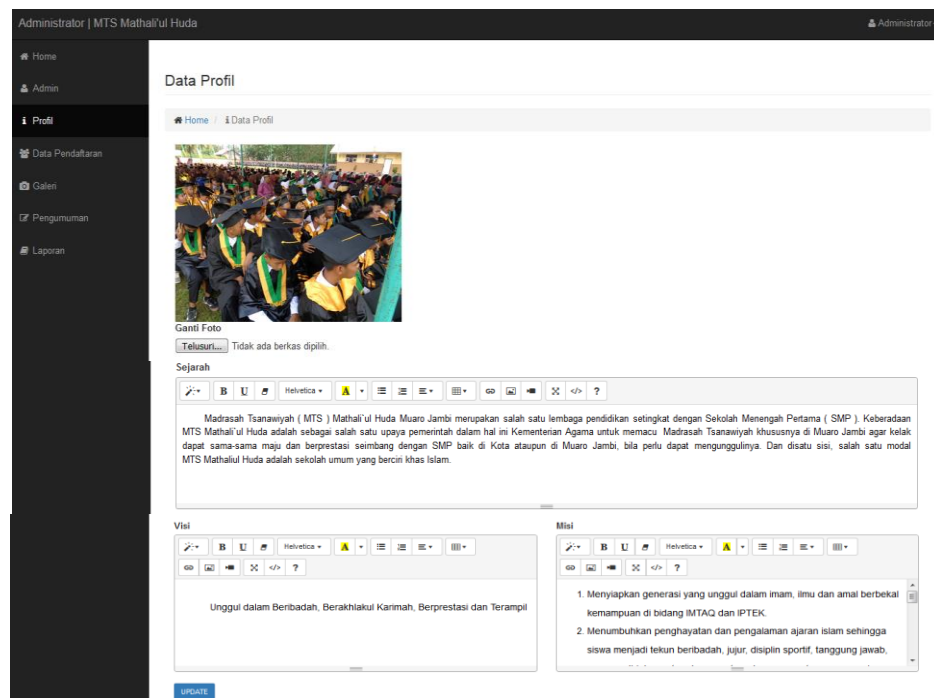 Administrator | MTS Mathali'ul Huda
Administrator
Home
Admin
Profil
Data Pendaftaran
Galeri
Pengumuman
Laporan
Data Profil
Home / i Data Profil
Ganti Foto
Telusuri... Tidak ada berkas dipilih.
Sejarah
B U Helvetica A ?
Madrasah Tsanawiyah ( MTS ) Mathali`ul Huda Muaro Jambi merupakan salah satu lembaga pendidikan setingkat dengan Sekolah Menengah Pertama ( SMP ). Keberadaan
MTS Mathali`ul Huda adalah sebagai salah satu upaya pemerintah dalam hal ini Kementerian Agama untuk memacu Madrasah Tsanawiyah khususnya di Muaro Jambi agar kelak
dapat sama-sama maju dan berprestasi seimbang dengan SMP baik di Kota ataupun di Muaro Jambi, bila perlu dapat mengunggulinya. Dan disatu sisi, salah satu modal
MTS Mathaliul Huda adalah sekolah umum yang berciri khas Islam.
Visi
B U Helvetica A
?
Unggul dalam Beribadah, Berakhlakul Karimah, Berprestasi dan Terampil
Misi
B U Helvetica A
?
1. Menyiapkan generasi yang unggul dalam imam, ilmu dan amal berbekal
kemampuan di bidang IMTAQ dan IPTEK.
2. Menumbuhkan penghayatan dan pengalaman ajaran islam sehingga
siswa menjadi tekun beribadah, jujur, disiplin sportif, tanggung jawab,
UPDATE